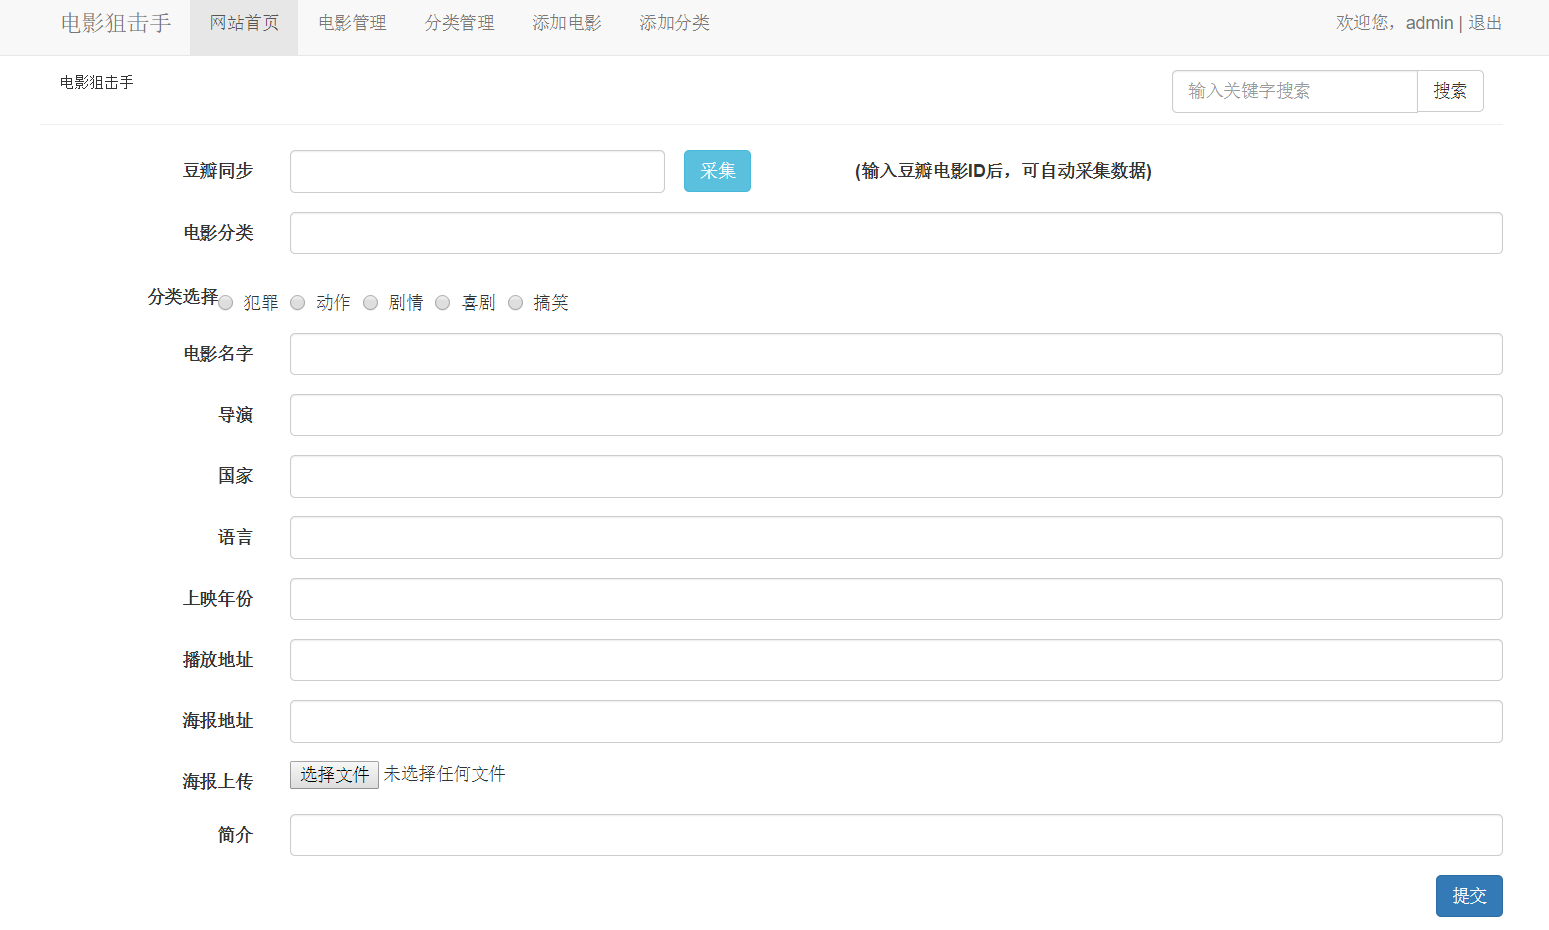 电影狙击手 网站首页 电影管理 分类管理 添加电影 添加分类 欢迎您，admin | 退出
电影狙击手 输入关键字搜索 搜索
豆瓣同步 采集 (输入豆瓣电影ID后，可自动采集数据)
电影分类
分类选择 犯罪 动作 剧情 喜剧 搞笑
电影名字
导演
国家
语言
上映年份
播放地址
海报地址
海报上传 选择文件 未选择任何文件
简介
提交